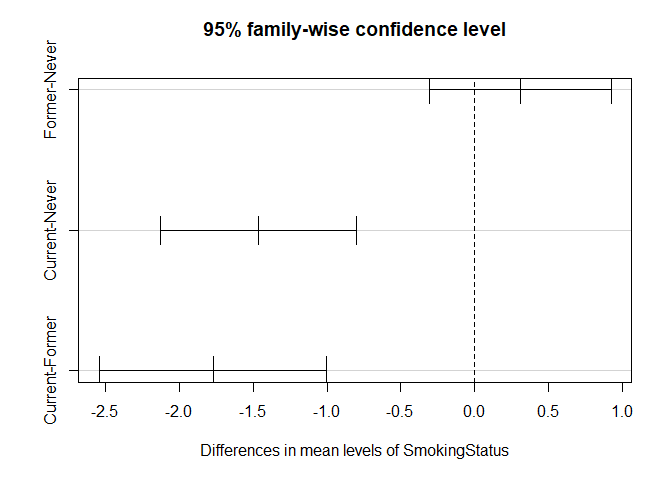 95% family-wise confidence level
Former-Never
Current-Never
Current-Former
-2.5 -2.0 -1.5 -1.0 -0.5 0.0 0.5 1.0
Differences in mean levels of SmokingStatus